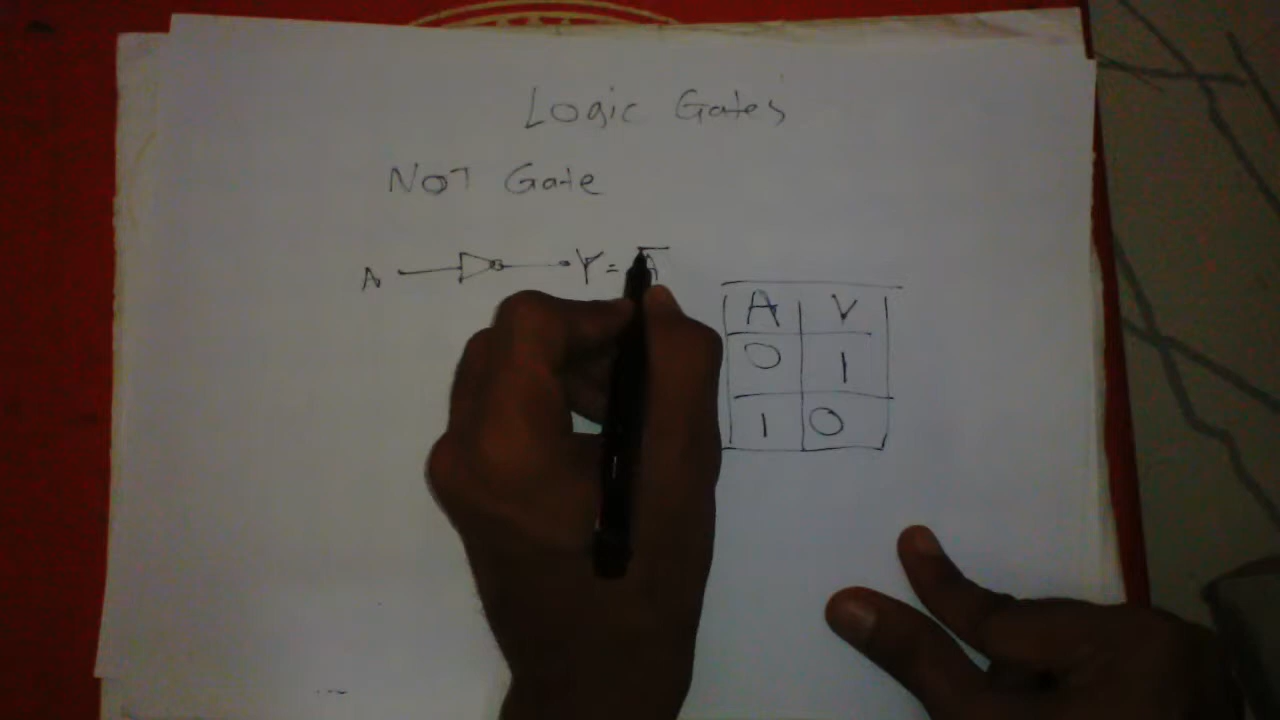 Logic Gates
NOT Gate
A Y = A̅
A V
0 1
1 0